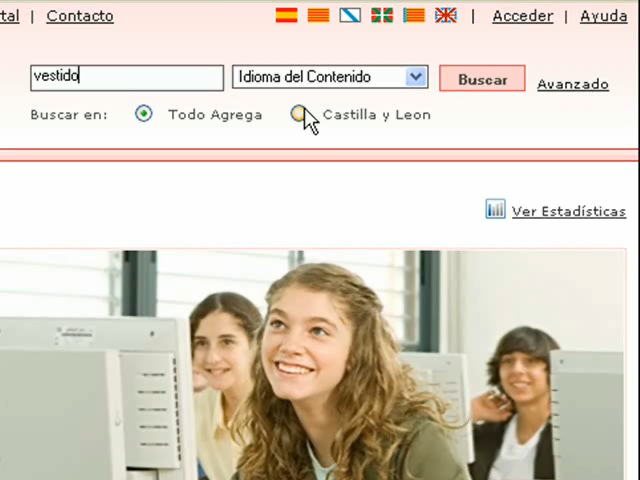 tal | Contacto | Acceder | Ayuda
vestido Idioma del Contenido Buscar Avanzado
Buscar en: Todo Agrega Castilla y Leon
Ver Estadísticas